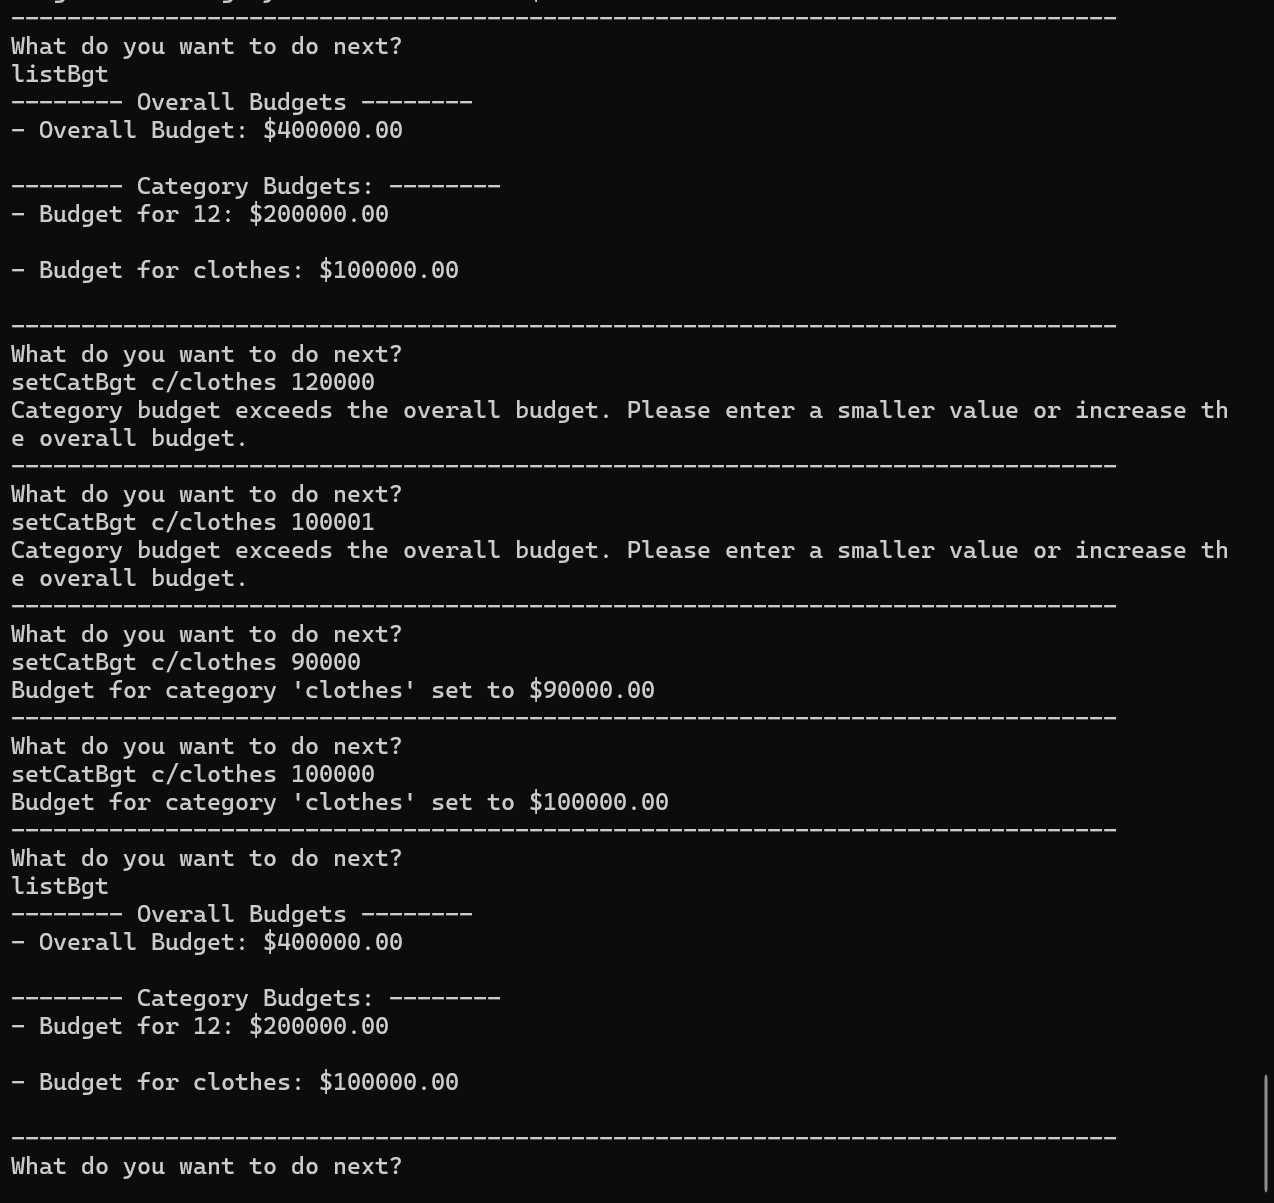 -------------------------------------------------------------------------------
What do you want to do next?
listBgt
-------- Overall Budgets --------
- Overall Budget: $400000.00
-------- Category Budgets: --------
- Budget for 12: $200000.00
- Budget for clothes: $100000.00
-------------------------------------------------------------------------------
What do you want to do next?
setCatBgt c/clothes 120000
Category budget exceeds the overall budget. Please enter a smaller value or increase th
e overall budget.
-------------------------------------------------------------------------------
What do you want to do next?
setCatBgt c/clothes 100001
Category budget exceeds the overall budget. Please enter a smaller value or increase th
e overall budget.
-------------------------------------------------------------------------------
What do you want to do next?
setCatBgt c/clothes 90000
Budget for category 'clothes' set to $90000.00
-------------------------------------------------------------------------------
What do you want to do next?
setCatBgt c/clothes 100000
Budget for category 'clothes' set to $100000.00
-------------------------------------------------------------------------------
What do you want to do next?
listBgt
-------- Overall Budgets --------
- Overall Budget: $400000.00
-------- Category Budgets: --------
- Budget for 12: $200000.00
- Budget for clothes: $100000.00
-------------------------------------------------------------------------------
What do you want to do next?